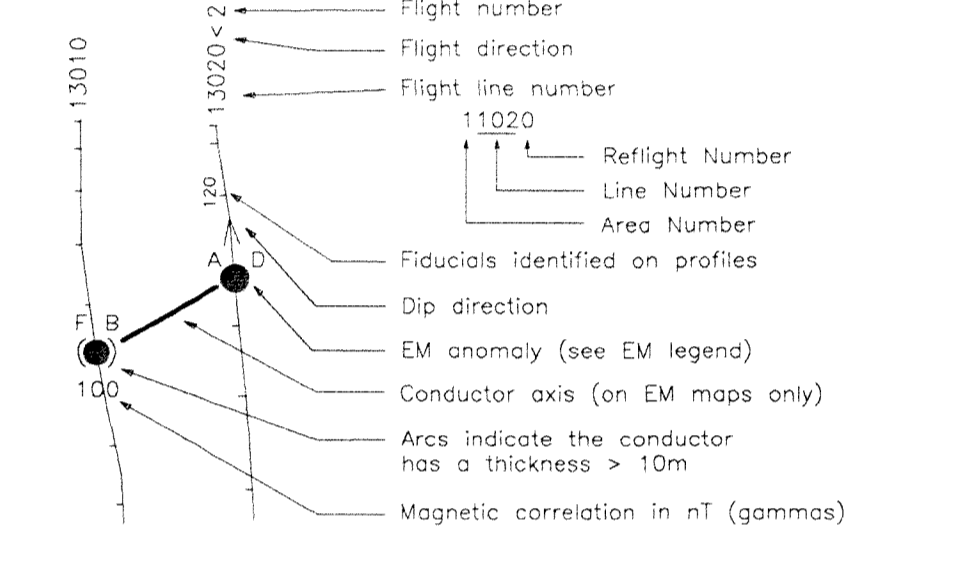 Flight number
13020 < 2
Flight direction
13010
Flight line number
11020
Reflight Number
Line Number
Area Number
120
Fiducials identified on profiles
A D
Dip direction
F B
EM anomaly (see EM legend)
100
Conductor axis (on EM maps only)
Arcs indicate the conductor
has a thickness > 10m
Magnetic correlation in nT (gammas)